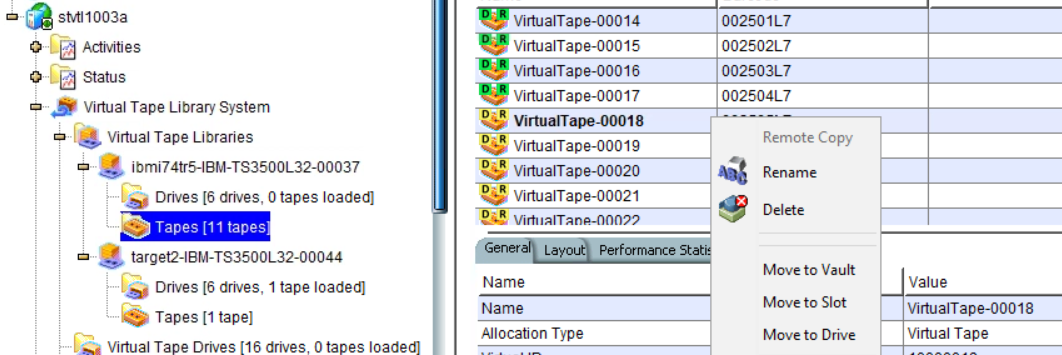 stvtl1003a
Activities
Status
Virtual Tape Library System
Virtual Tape Libraries
ibmi74tr5-IBM-TS3500L32-00037
Drives [6 drives, 0 tapes loaded]
Tapes [11 tapes]
target2-IBM-TS3500L32-00044
Drives [6 drives, 1 tape loaded]
Tapes [1 tape]
Virtual Tape Drives [16 drives, 0 tapes loaded]
D R VirtualTape-00014 002501L7
D R VirtualTape-00015 002502L7
D R VirtualTape-00016 002503L7
D R VirtualTape-00017 002504L7
D R VirtualTape-00018
D R VirtualTape-00019
D R VirtualTape-00020
D R VirtualTape-00021
D R VirtualTape-00022
Remote Copy
ABC Rename
Delete
Move to Vault
Move to Slot
Move to Drive
General Layout Performance
Name Value
Name VirtualTape-00018
Allocation Type Virtual Tape